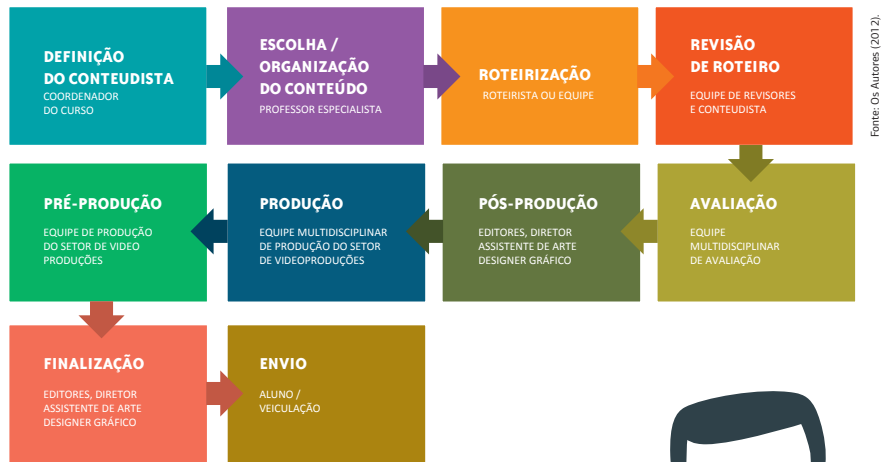 DEFINIÇÃO
DO CONTEUDISTA
COORDENADOR
DO CURSO
ESCOLHA /
ORGANIZAÇÃO
DO CONTEÚDO
PROFESSOR ESPECIALISTA
ROTEIRIZAÇÃO
ROTEIRISTA OU EQUIPE
REVISÃO
DE ROTEIRO
EQUIPE DE REVISORES
E CONTEUDISTA
Fonte: Os Autores (2012).
PRÉ-PRODUÇÃO
EQUIPE DE PRODUÇÃO
DO SETOR DE VIDEO
PRODUÇÕES
PRODUÇÃO
EQUIPE MULTIDISCIPLINAR
DE PRODUÇÃO DO SETOR
DE VIDEOPRODUÇÕES
PÓS-PRODUÇÃO
EDITORES, DIRETOR
ASSISTENTE DE ARTE
DESIGNER GRÁFICO
AVALIAÇÃO
EQUIPE
MULTIDISCIPLINAR
DE AVALIAÇÃO
FINALIZAÇÃO
EDITORES, DIRETOR
ASSISTENTE DE ARTE
DESIGNER GRÁFICO
ENVIO
ALUNO /
VEICULAÇÃO